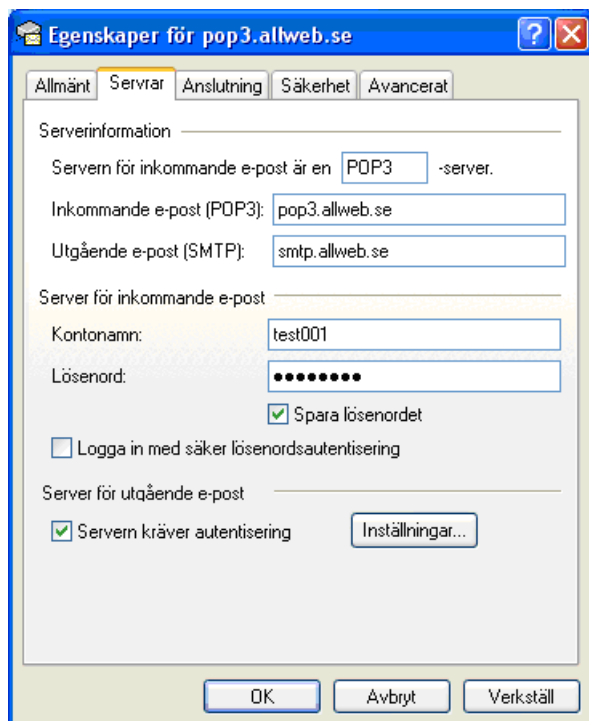 Egenskaper för pop3.allweb.se
Allmänt Servrar Anslutning Säkerhet Avancerat
Serverinformation
Servern för inkommande e-post är en POP3 -server.
Inkommande e-post (POP3): pop3.allweb.se
Utgående e-post (SMTP): smtp.allweb.se
Server för inkommande e-post
Kontonamn: test001
Lösenord: ●●●●●●●●
Spara lösenordet
Logga in med säker lösenordsautentisering
Server för utgående e-post
Servern kräver autentisering Inställningar...
OK Avbryt Verkställ